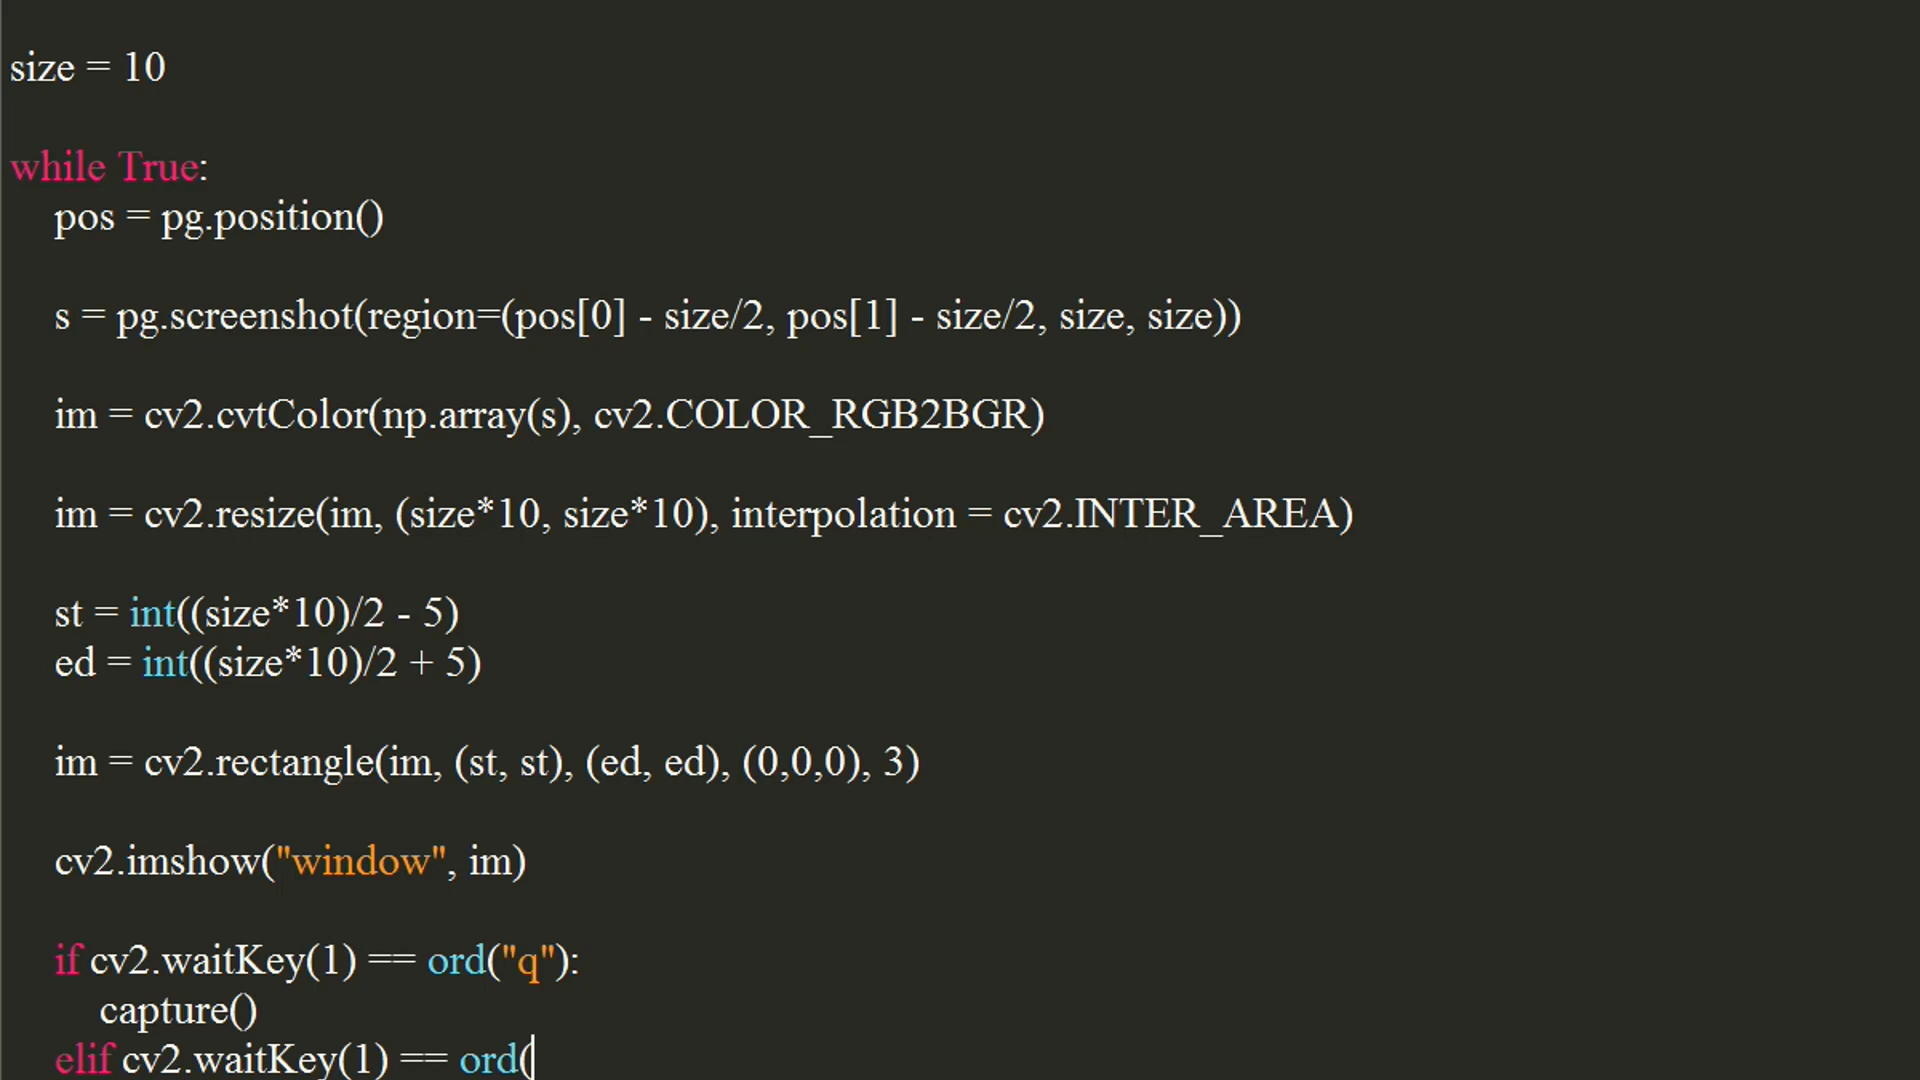 size = 10
while True:
pos = pg.position()
s = pg.screenshot(region=(pos[0] - size/2, pos[1] - size/2, size, size))
im = cv2.cvtColor(np.array(s), cv2.COLOR_RGB2BGR)
im = cv2.resize(im, (size*10, size*10), interpolation = cv2.INTER_AREA)
st = int((size*10)/2 - 5)
ed = int((size*10)/2 + 5)
im = cv2.rectangle(im, (st, st), (ed, ed), (0,0,0), 3)
cv2.imshow("window", im)
if cv2.waitKey(1) == ord("q"):
capture()
elif cv2.waitKey(1) == ord(